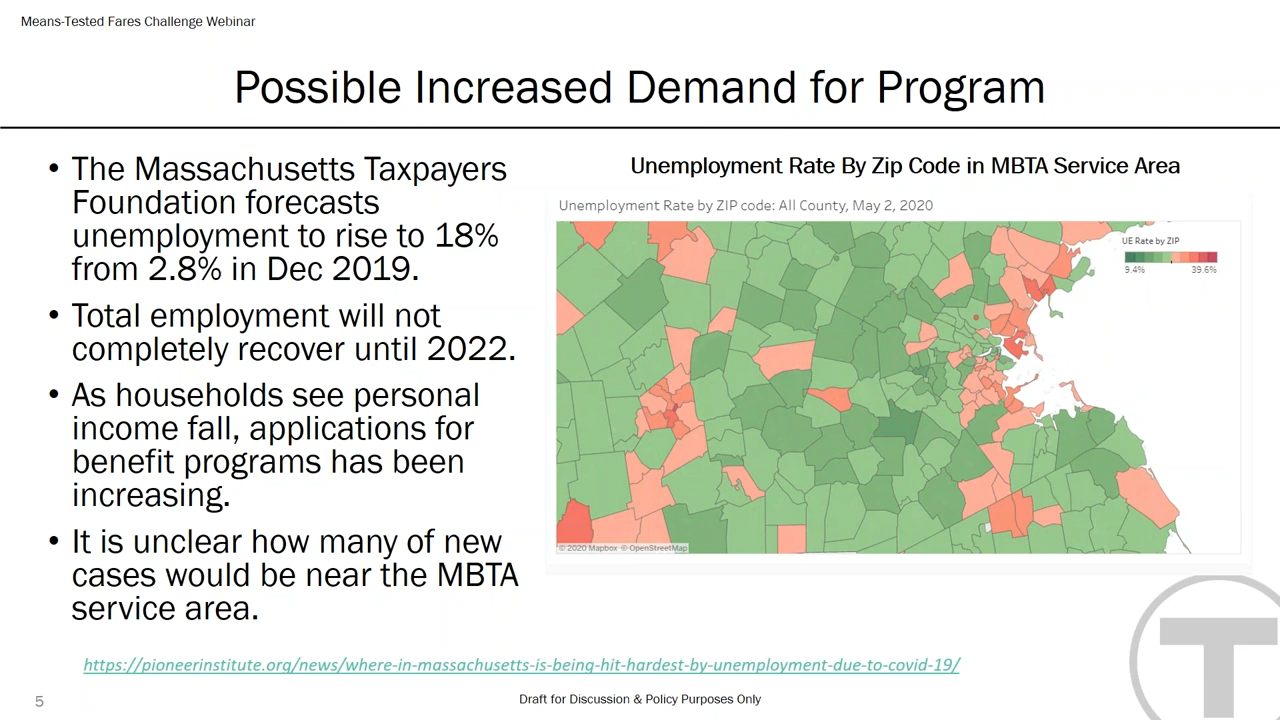 Means-Tested Fares Challenge Webinar
Possible Increased Demand for Program
• The Massachusetts Taxpayers
Foundation forecasts
unemployment to rise to 18%
from 2.8% in Dec 2019.
• Total employment will not
completely recover until 2022.
• As households see personal
income fall, applications for
benefit programs has been
increasing.
• It is unclear how many of new
cases would be near the MBTA
service area.
Unemployment Rate By Zip Code in MBTA Service Area
Unemployment Rate by ZIP code: All County, May 2, 2020
UE Rate by ZIP
9.4% 39.6%
© 2020 Mapbox © OpenStreetMap
https://pioneerinstitute.org/news/where-in-massachusetts-is-being-hit-hardest-by-unemployment-due-to-covid-19/
5
Draft for Discussion & Policy Purposes Only
T